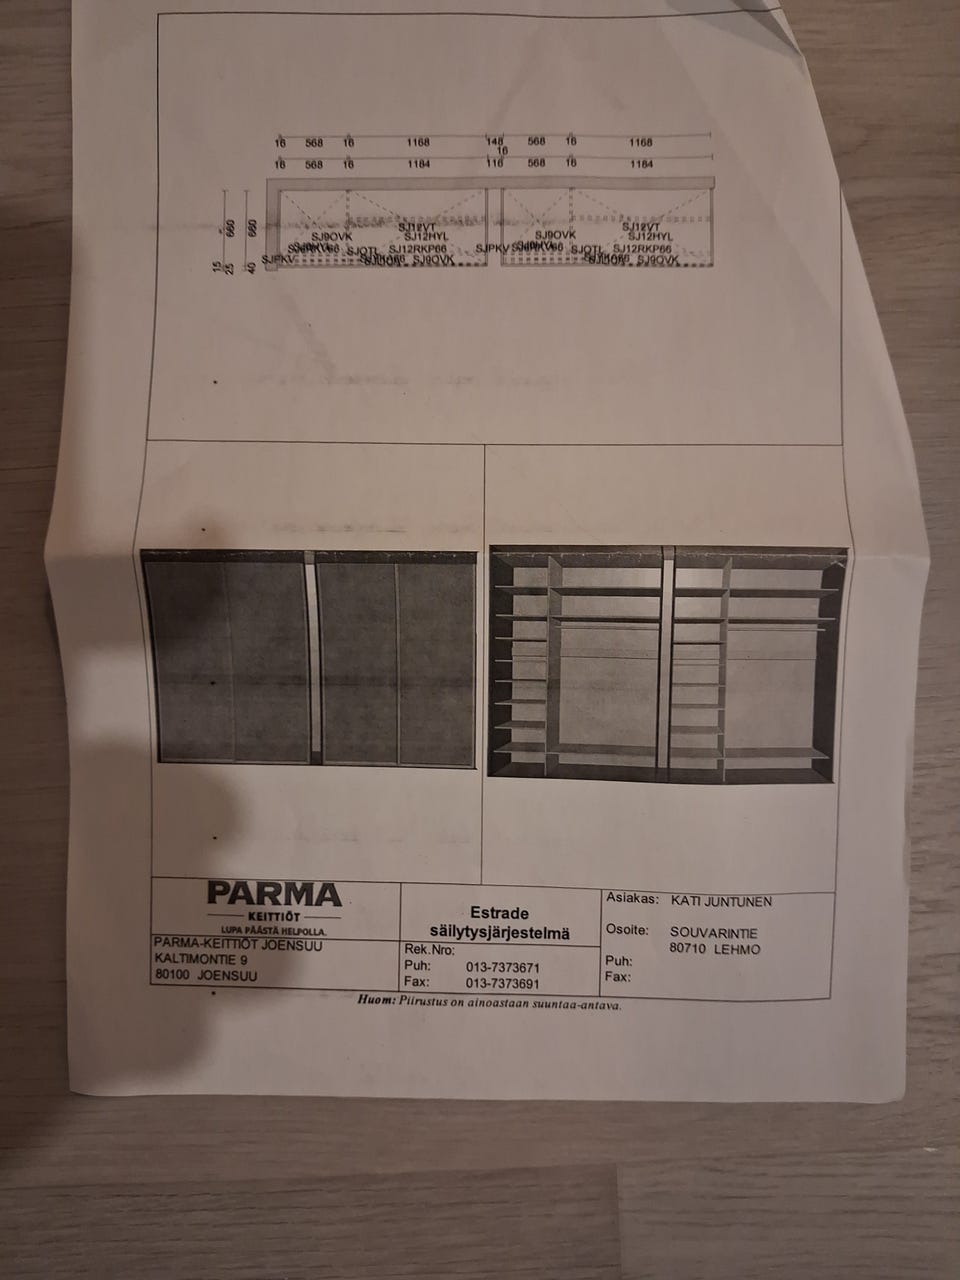 16 568 16 1168 148 568 16 1168
16
16 568 16 1184 116 568 16 1184
660 660
15 25 40
SJ12VT SJ12VT
SJ9OVK SJ12HYL SJ9OVK SJ12HYL
SJOTL SJ12RKP66 SJOTL SJ12RKP66
SJPKV SJ9OVK SJPKV SJ9OVK
PARMA
KEITTIÖT
LUPA PÄÄSTÄ HELPOLLA.
PARMA-KEITTIÖT JOENSUU
KALTIMONTIE 9
80100 JOENSUU
Estrade
säilytysjärjestelmä
Rek.Nro:
Puh: 013-7373671
Fax: 013-7373691
Asiakas: KATI JUNTUNEN
Osoite: SOUVARINTIE
80710 LEHMO
Puh:
Fax:
Huom: Piirustus on ainoastaan suuntaa-antava.